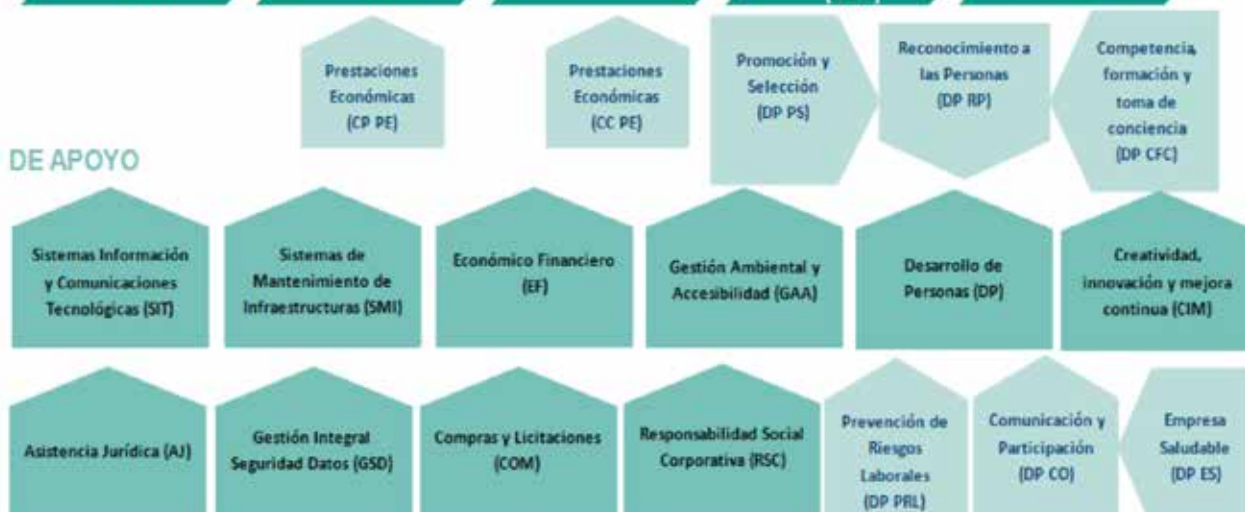 Prestaciones
Económicas
(CP PE)
Prestaciones
Económicas
(CC PE)
Promoción y
Selección
(DP PS)
Reconocimiento a
las Personas
(DP RP)
Competencia,
formación y
toma de
conciencia
(DP CFC)
DE APOYO
Sistemas Información
y Comunicaciones
Tecnológicas (SIT)
Sistemas de
Mantenimiento de
Infraestructuras (SMI)
Económico Financiero
(EF)
Gestión Ambiental y
Accesibilidad (GAA)
Desarrollo de
Personas (DP)
Creatividad,
innovación y mejora
continua (CIM)
Asistencia Jurídica (AJ)
Gestión Integral
Seguridad Datos (GSD)
Compras y Licitaciones
(COM)
Responsabilidad Social
Corporativa (RSC)
Prevención de
Riesgos
Laborales
(DP PRL)
Comunicación y
Participación
(DP CO)
Empresa
Saludable
(DP ES)